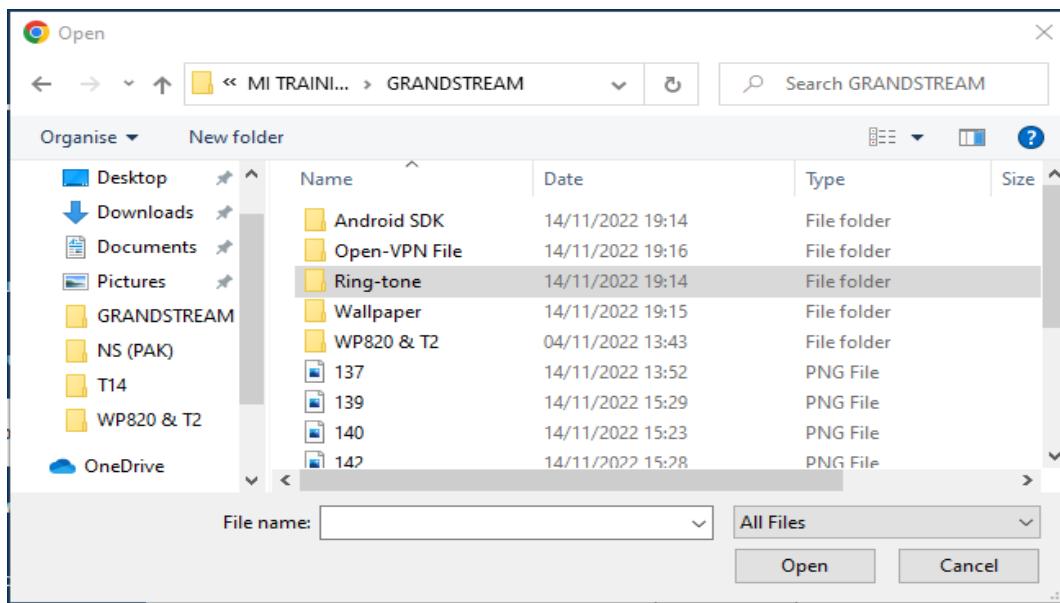 Open
« MI TRAINI... > GRANDSTREAM
Search GRANDSTREAM
Organise New folder
Desktop
Downloads
Documents
Pictures
GRANDSTREAM
NS (PAK)
T14
WP820 & T2
OneDrive
Name Date Type Size
Android SDK 14/11/2022 19:14 File folder
Open-VPN File 14/11/2022 19:16 File folder
Ring-tone 14/11/2022 19:14 File folder
Wallpaper 14/11/2022 19:15 File folder
WP820 & T2 04/11/2022 13:43 File folder
137 14/11/2022 13:52 PNG File
139 14/11/2022 15:29 PNG File
140 14/11/2022 15:23 PNG File
142 14/11/2022 15:28 PNG File
File name: All Files
Open Cancel